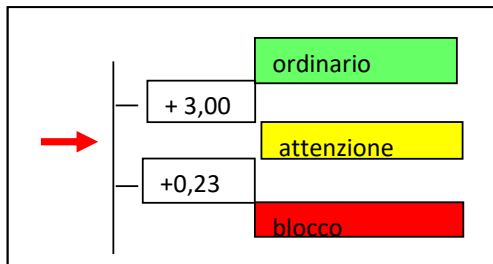 ordinario
+ 3,00
attenzione
+0,23
blocco